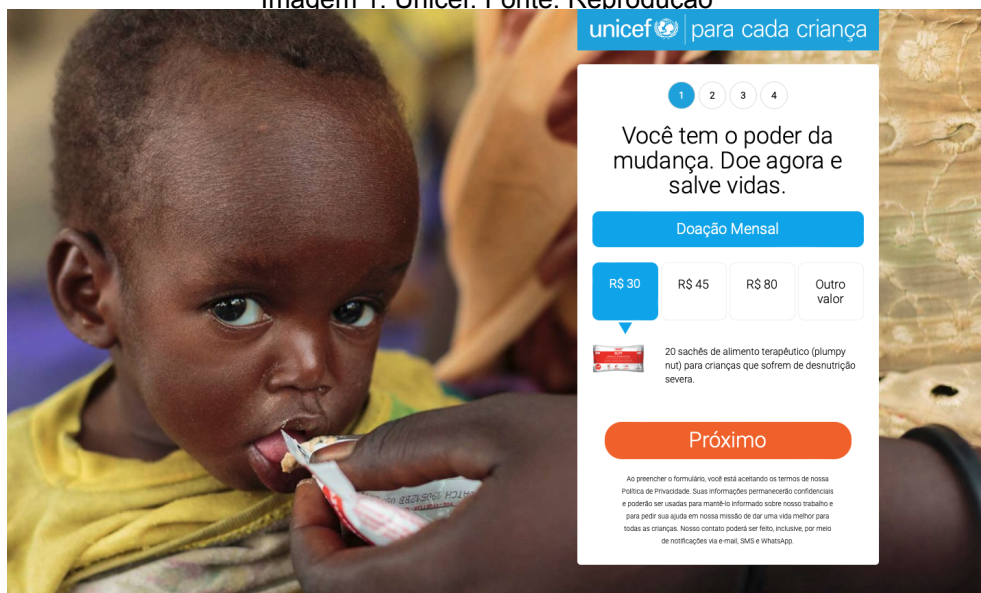 Imagem 1: Unicef. Fonte: Reprodução
unicef para cada criança
1 2 3 4
Você tem o poder da
mudança. Doe agora e
salve vidas.
Doação Mensal
R$ 30 R$ 45 R$ 80 Outro
valor
20 sachês de alimento terapêutico (plumpy
nut) para crianças que sofrem de desnutrição
severa.
Próximo
Ao preencher o formulário, você está aceitando os termos de nossa
Política de Privacidade. Suas informações permanecerão confidenciais
e poderão ser usadas para mantê-lo informado sobre nosso trabalho e
para pedir sua ajuda em nossa missão de dar uma vida melhor para
todas as crianças. Nosso contato poderá ser feito, inclusive, por meio
de notificações via e-mail, SMS e WhatsApp.